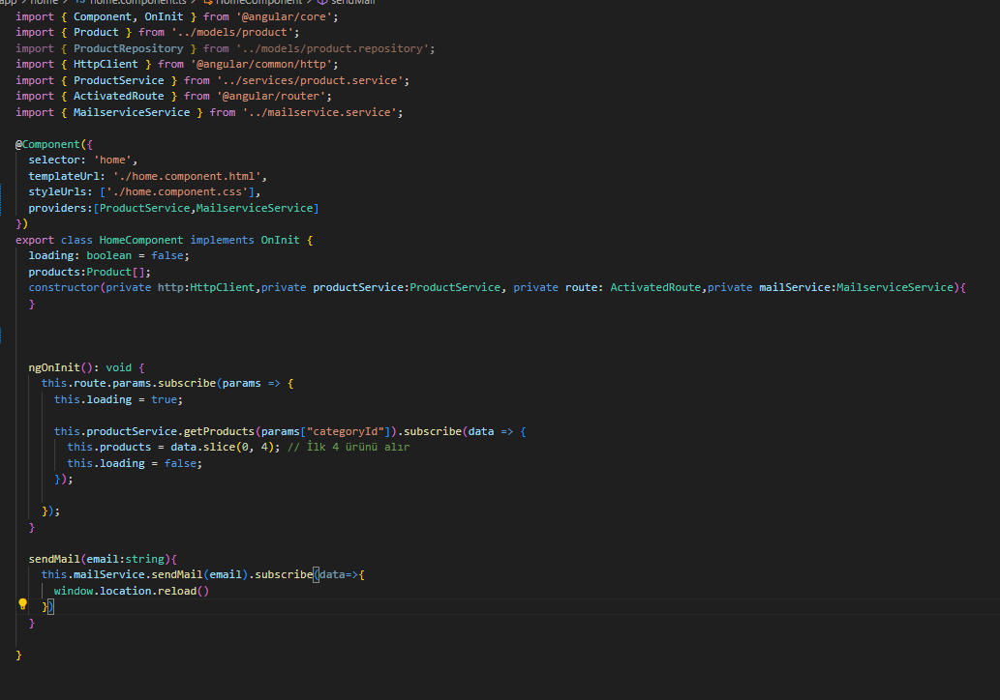 app > home > TS home.component.ts > HomeComponent > sendMail
import { Component, OnInit } from '@angular/core';
import { Product } from '../models/product';
import { ProductRepository } from '../models/product.repository';
import { HttpClient } from '@angular/common/http';
import { ProductService } from '../services/product.service';
import { ActivatedRoute } from '@angular/router';
import { MailserviceService } from '../mailservice.service';
@Component({
selector: 'home',
templateUrl: './home.component.html',
styleUrls: ['./home.component.css'],
providers:[ProductService,MailserviceService]
})
export class HomeComponent implements OnInit {
loading: boolean = false;
products:Product[];
constructor(private http:HttpClient,private productService:ProductService, private route: ActivatedRoute,private mailService:MailserviceService){
}
ngOnInit(): void {
this.route.params.subscribe(params => {
this.loading = true;
this.productService.getProducts(params["categoryId"]).subscribe(data => {
this.products = data.slice(0, 4); // İlk 4 ürünü alır
this.loading = false;
});
});
}
sendMail(email:string){
this.mailService.sendMail(email).subscribe(data=>{
window.location.reload()
})
}
}